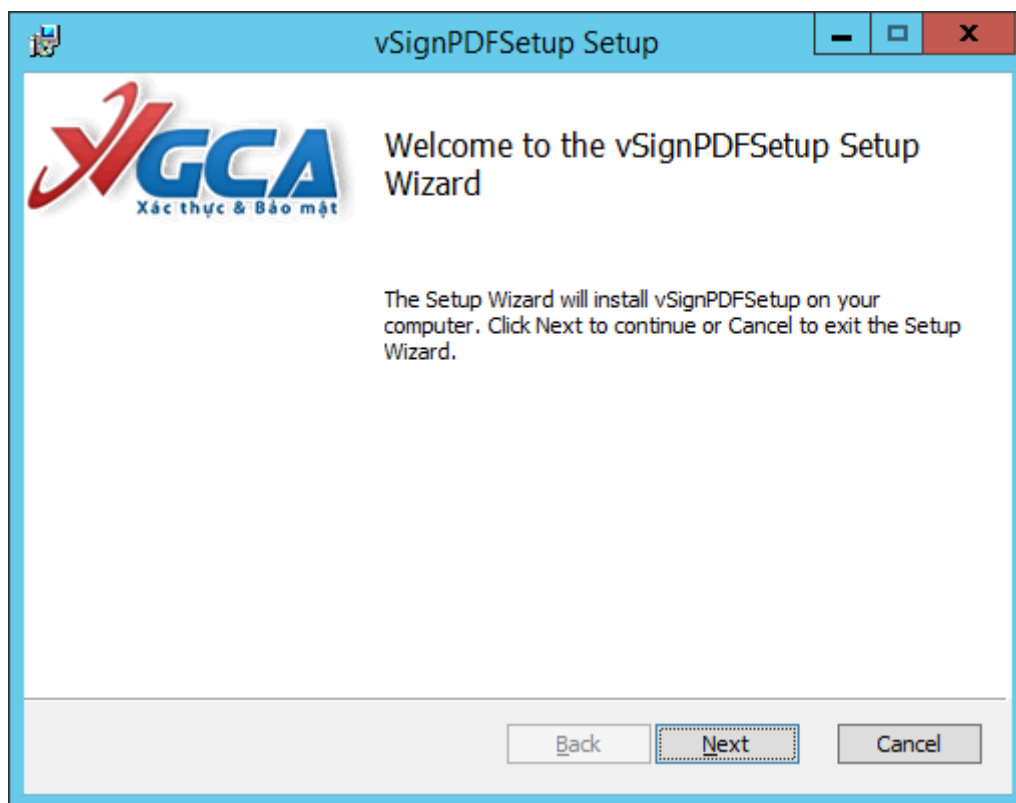 vSignPDFSetup Setup
VGCA
Xác thực & Bảo mật
Welcome to the vSignPDFSetup Setup
Wizard
The Setup Wizard will install vSignPDFSetup on your
computer. Click Next to continue or Cancel to exit the Setup
Wizard.
Back Next Cancel